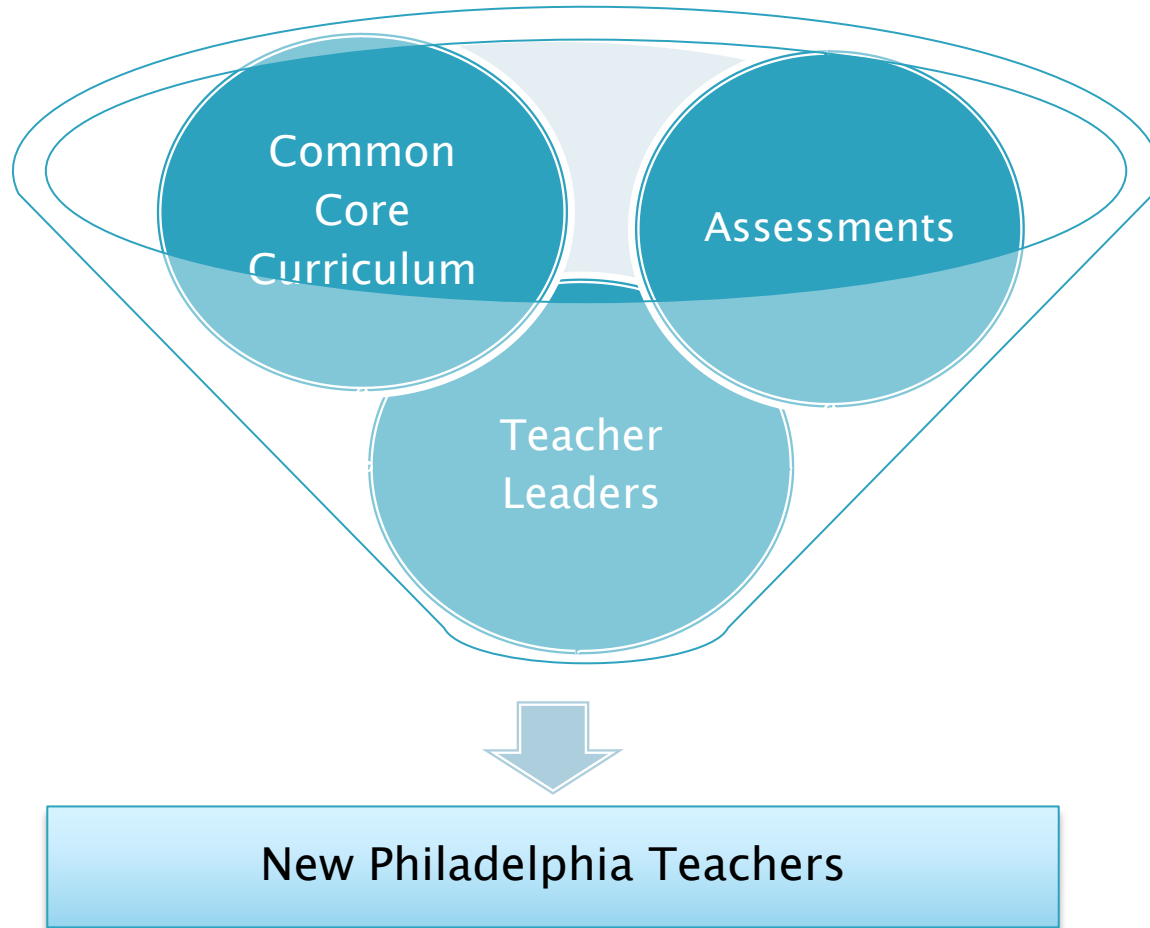 Common
Core
Curriculum
Assessments
Teacher
Leaders
New Philadelphia Teachers